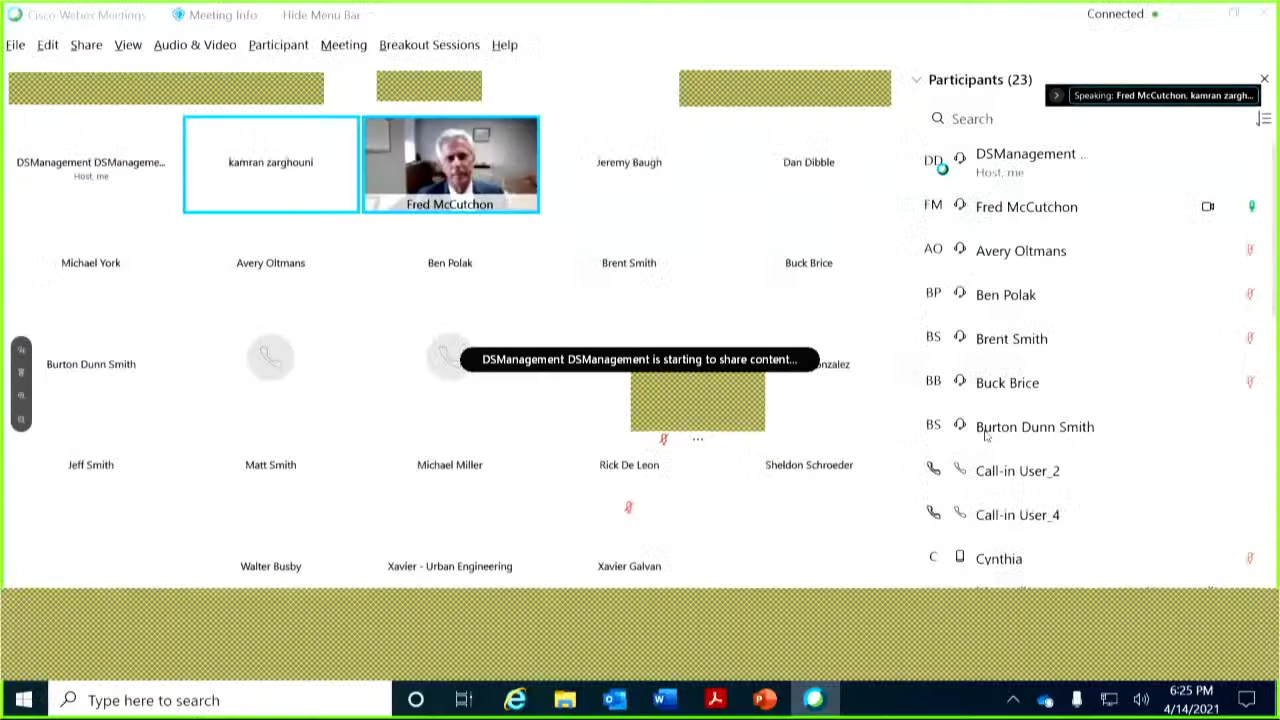 Cisco Webex Meetings Meeting Info Hide Menu Bar Connected
File Edit Share View Audio & Video Participant Meeting Breakout Sessions Help
Participants (23)
Speaking: Fred McCutchon, kamran zargh...
Search
DSManagement DSManageme...
Host, me
kamran zarghouni
Fred McCutchon
Jeremy Baugh
Dan Dibble
Michael York
Avery Oltmans
Ben Polak
Brent Smith
Buck Brice
Burton Dunn Smith
DSManagement DSManagement is starting to share content...
onzalez
Jeff Smith
Matt Smith
Michael Miller
Rick De Leon
Sheldon Schroeder
Walter Busby
Xavier - Urban Engineering
Xavier Galvan
DD DSManagement ...
Host, me
FM Fred McCutchon
AO Avery Oltmans
BP Ben Polak
BS Brent Smith
BB Buck Brice
BS Burton Dunn Smith
Call-in User_2
Call-in User_4
C Cynthia
Type here to search
6:25 PM
4/14/2021